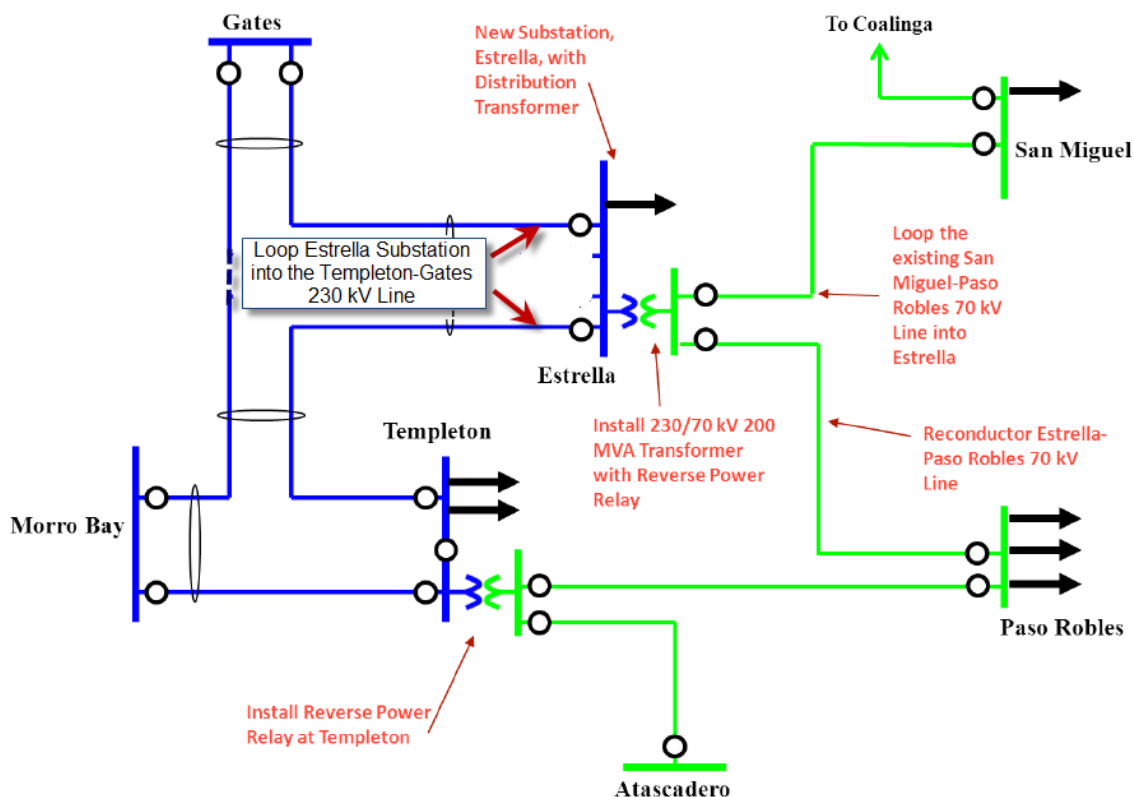 Gates
New Substation,
Estrella, with
Distribution
Transformer
To Coalinga
San Miguel
Loop Estrella Substation
into the Templeton-Gates
230 kV Line
Loop the
existing San
Miguel-Paso
Robles 70 kV
Line into
Estrella
Estrella
Templeton
Install 230/70 kV 200
MVA Transformer
with Reverse Power
Relay
Reconductor Estrella-
Paso Robles 70 kV
Line
Morro Bay
Paso Robles
Install Reverse Power
Relay at Templeton
Atascadero